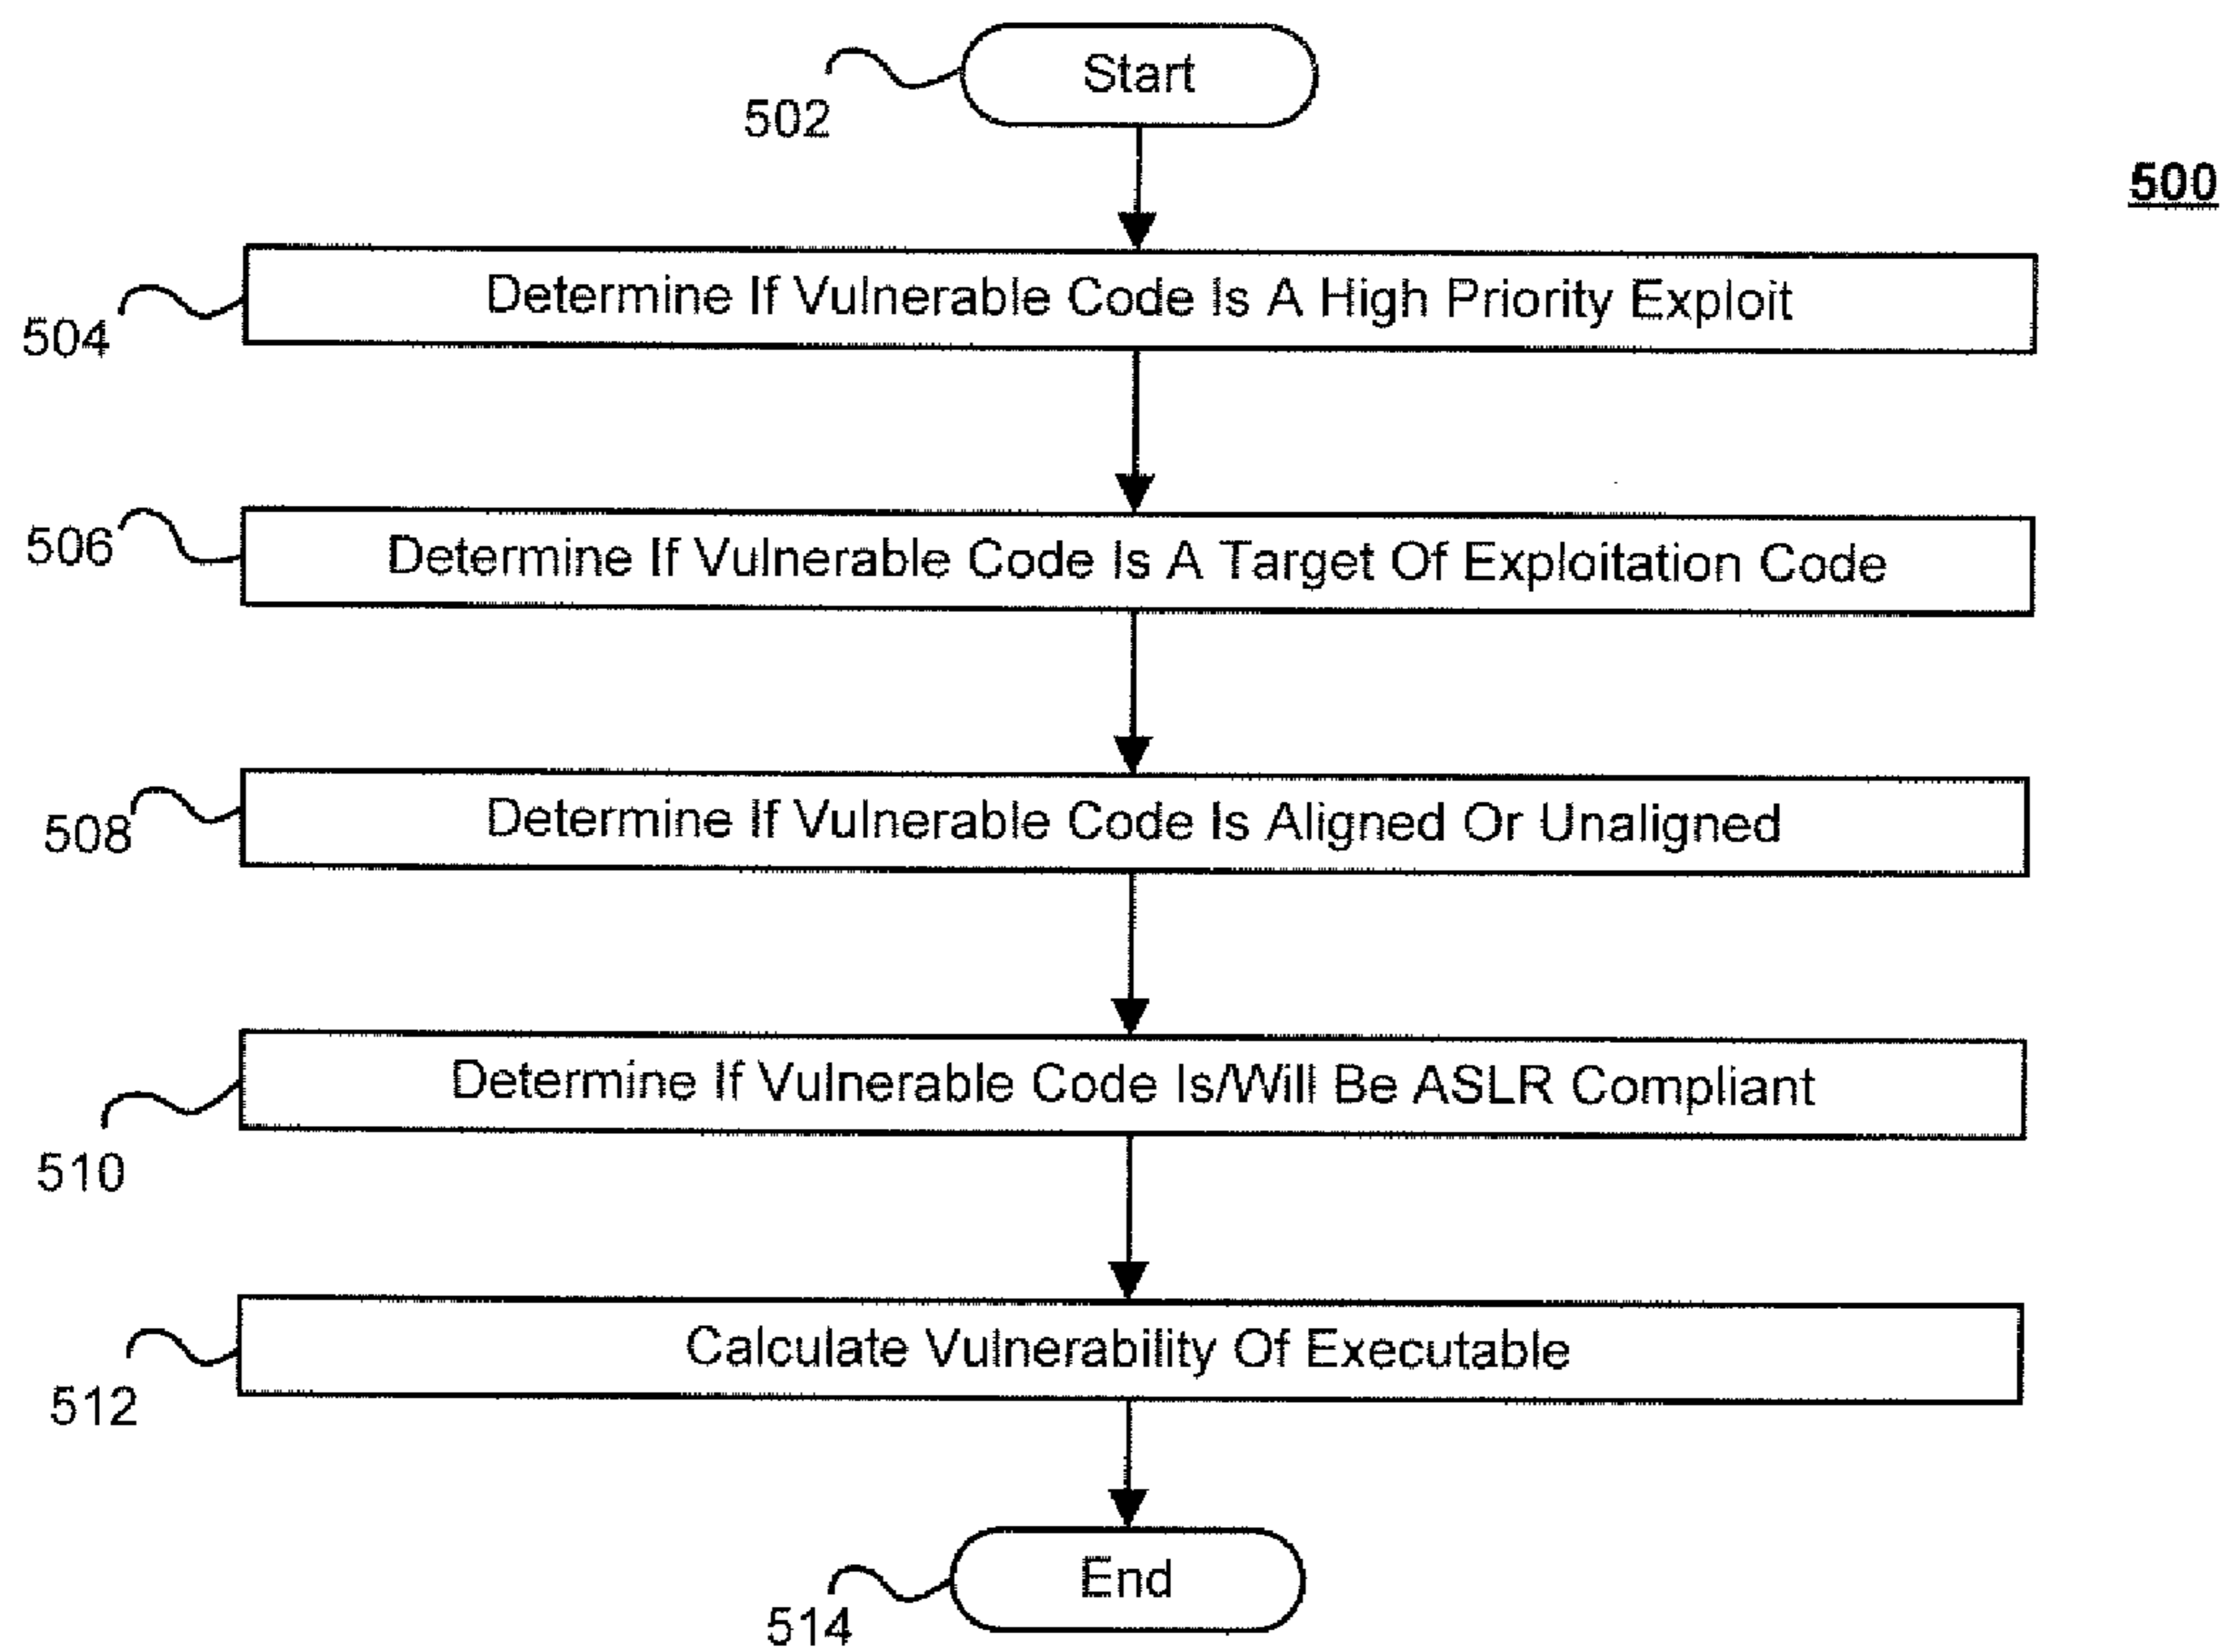 Start
502
500
Determine If Vulnerable Code Is A High Priority Exploit
504
Determine If Vulnerable Code Is A Target Of Exploitation Code
506
Determine If Vulnerable Code Is Aligned Or Unaligned
508
Determine If Vulnerable Code Is/Will Be ASLR Compliant
510
Calculate Vulnerability Of Executable
512
End
514